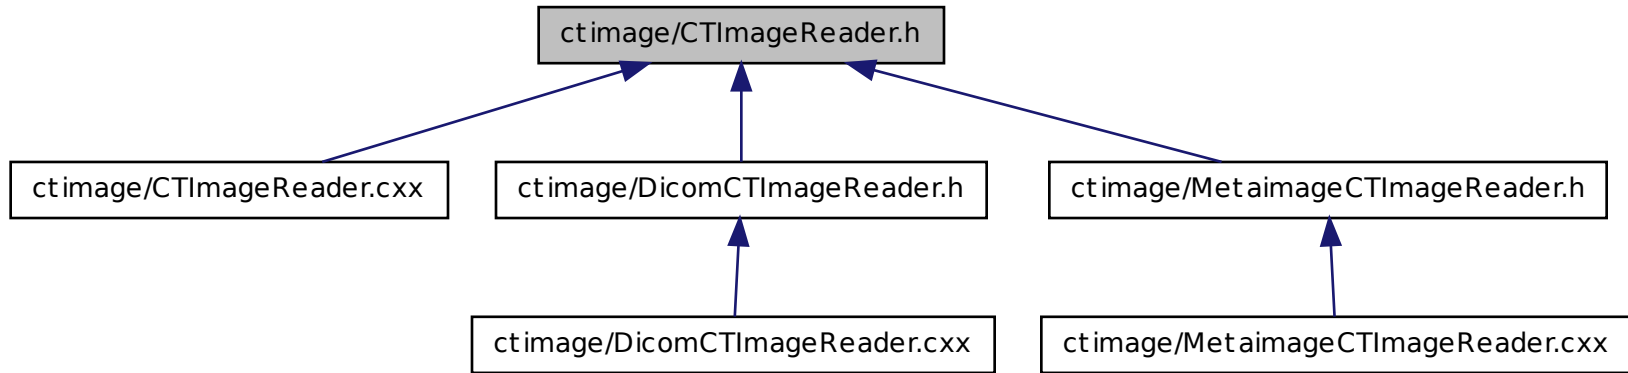 ctimage/CTImageReader.h
ctimage/CTImageReader.cxx
ctimage/DicomCTImageReader.h
ctimage/MetaimageCTImageReader.h
ctimage/DicomCTImageReader.cxx
ctimage/MetaimageCTImageReader.cxx